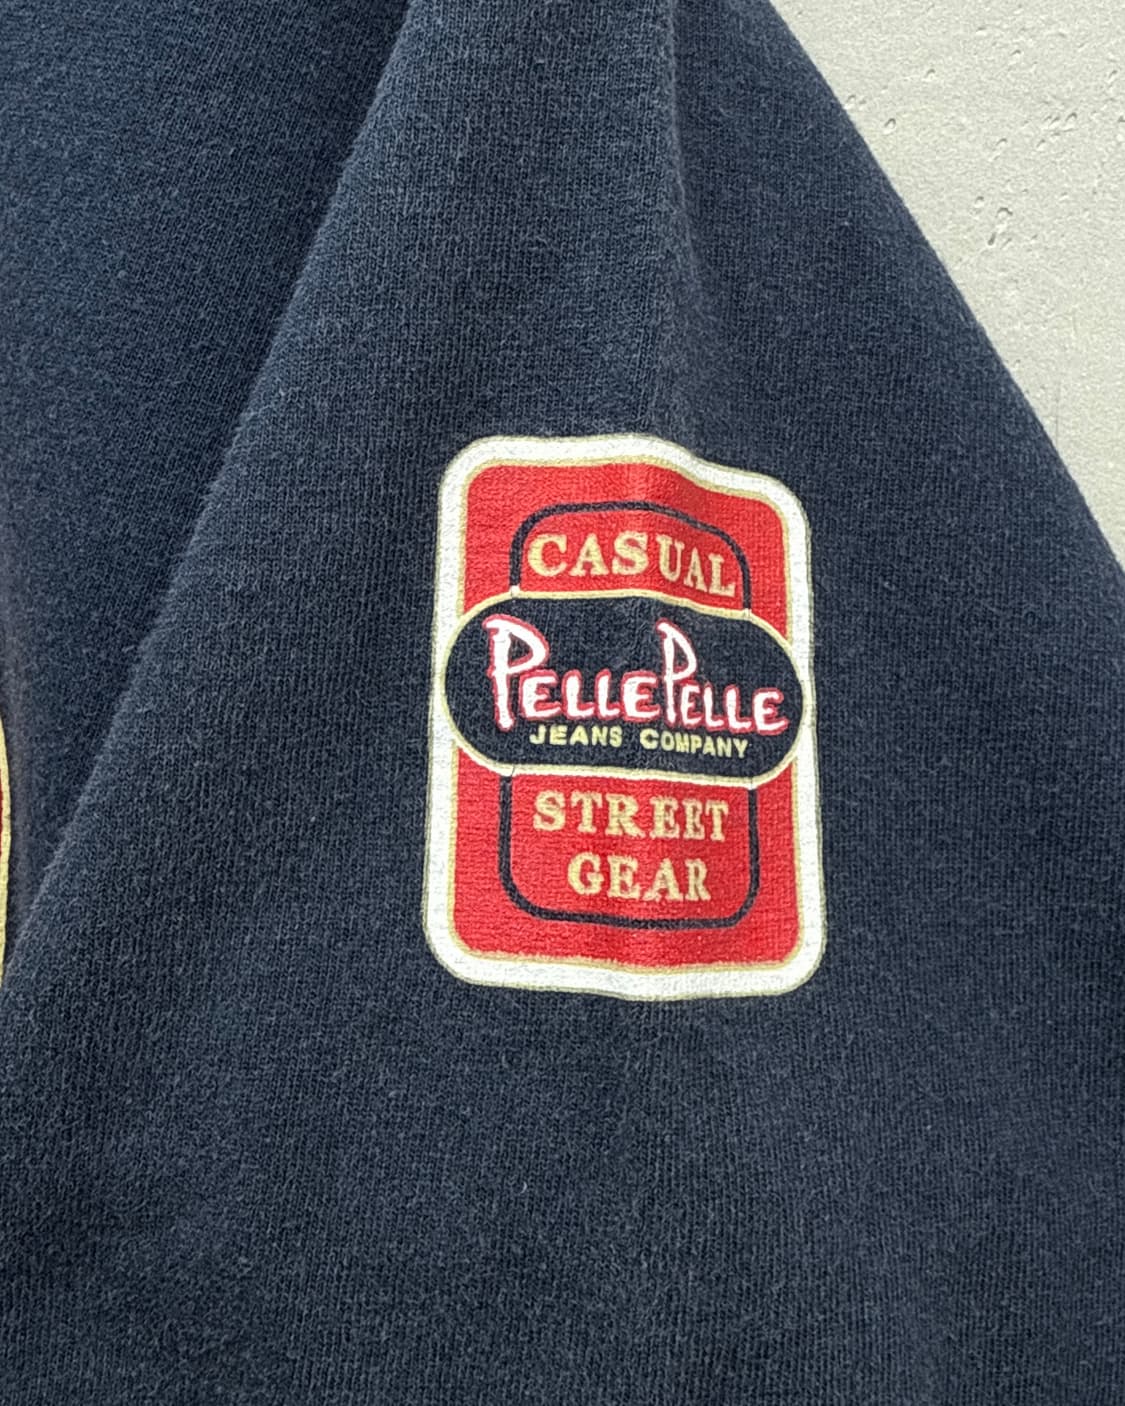 CASUAL
PELLE PELLE
JEANS COMPANY
STREET
GEAR